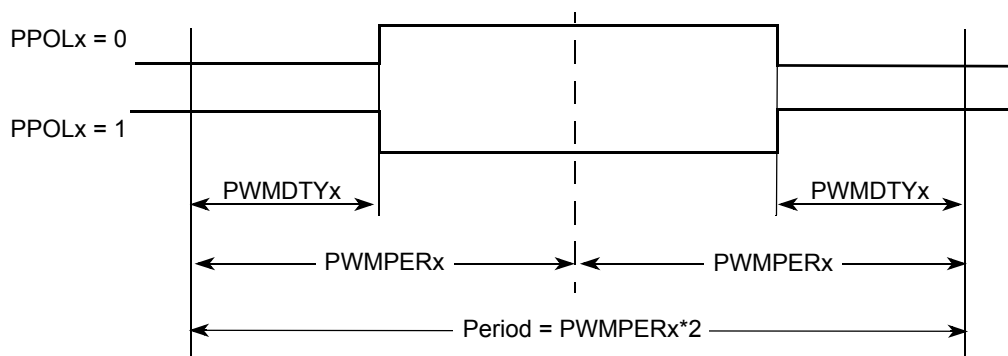 PPOLx = 0
PPOLx = 1
PWMDTYx PWMDTYx
PWMPERx PWMPERx
Period = PWMPERx*2